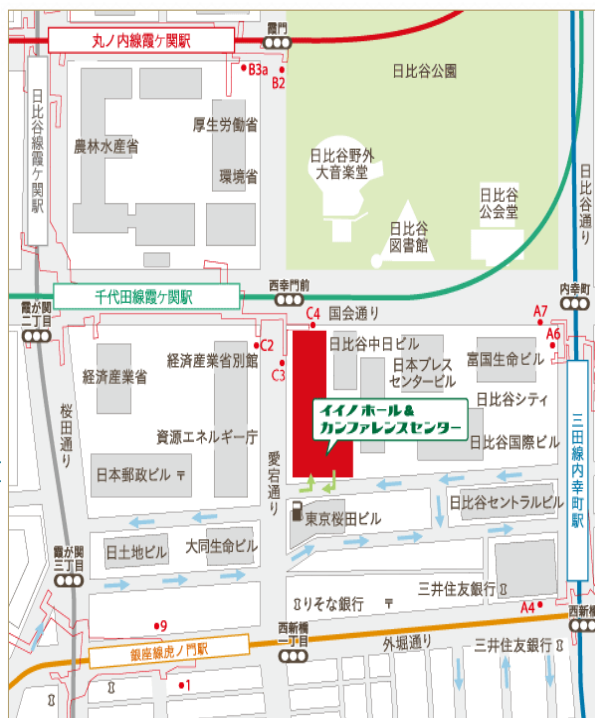 丸ノ内線霞ケ関駅
霞門
B3a
B2
日比谷公園
日比谷線霞ケ関駅
農林水産省
厚生労働省
環境省
日比谷野外
大音楽堂
日比谷
図書館
日比谷
公会堂
日比谷通り
千代田線霞ケ関駅
西幸門前
内幸町
霞が関
二丁目
C4
国会通り
A7
A6
C2
C3
経済産業省
経済産業省別館
日比谷中日ビル
日本プレス
センタービル
富国生命ビル
イイノホール&
カンファレンスセンター
日比谷シティ
日比谷国際ビル
桜田通り
資源エネルギー庁
愛宕通り
三田線内幸町駅
日本郵政ビル 〒
東京桜田ビル
日比谷セントラルビル
日土地ビル
大同生命ビル
霞が関
三丁目
りそな銀行
〒
三井住友銀行
A4
西新橋
9
銀座線虎ノ門駅
西新橋
一丁目
外堀通り
三井住友銀行
1